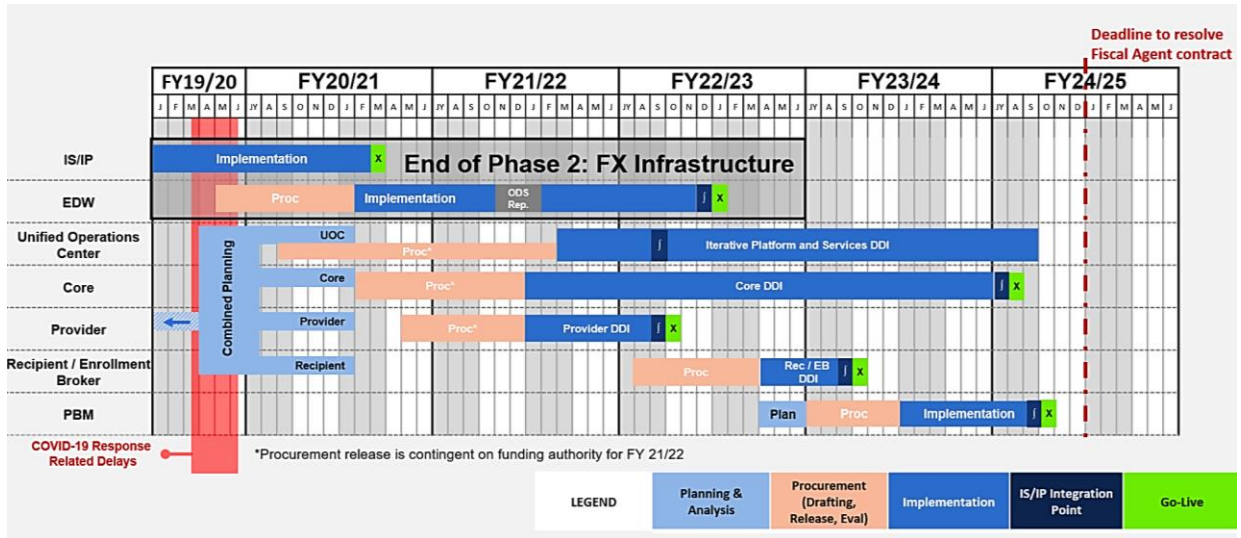 Deadline to resolve
Fiscal Agent contract
FY19/20 FY20/21 FY21/22 FY22/23 FY23/24 FY24/25
J F M A M J JY A S O N D J F M A M J JY A S O N D J F M A M J JY A S O N D J F M A M J JY A S O N D J F M A M J JY A S O N D J F M A M J
IS/IP
Implementation
X
End of Phase 2: FX Infrastructure
EDW
Proc
Implementation
ODS
Rep.
∫
X
Unified Operations
Center
Combined Planning
UOC
Proc*
∫
Iterative Platform and Services DDI
Core
Core
Proc*
Core DDI
∫
X
Provider
Provider
Proc*
Provider DDI
∫
X
Recipient / Enrollment
Broker
Recipient
Proc
Rec / EB
DDI
∫
X
PBM
Plan
Proc
Implementation
∫
X
COVID-19 Response
Related Delays
*Procurement release is contingent on funding authority for FY 21/22
LEGEND
Planning &
Analysis
Procurement
(Drafting,
Release, Eval)
Implementation
IS/IP Integration
Point
Go-Live